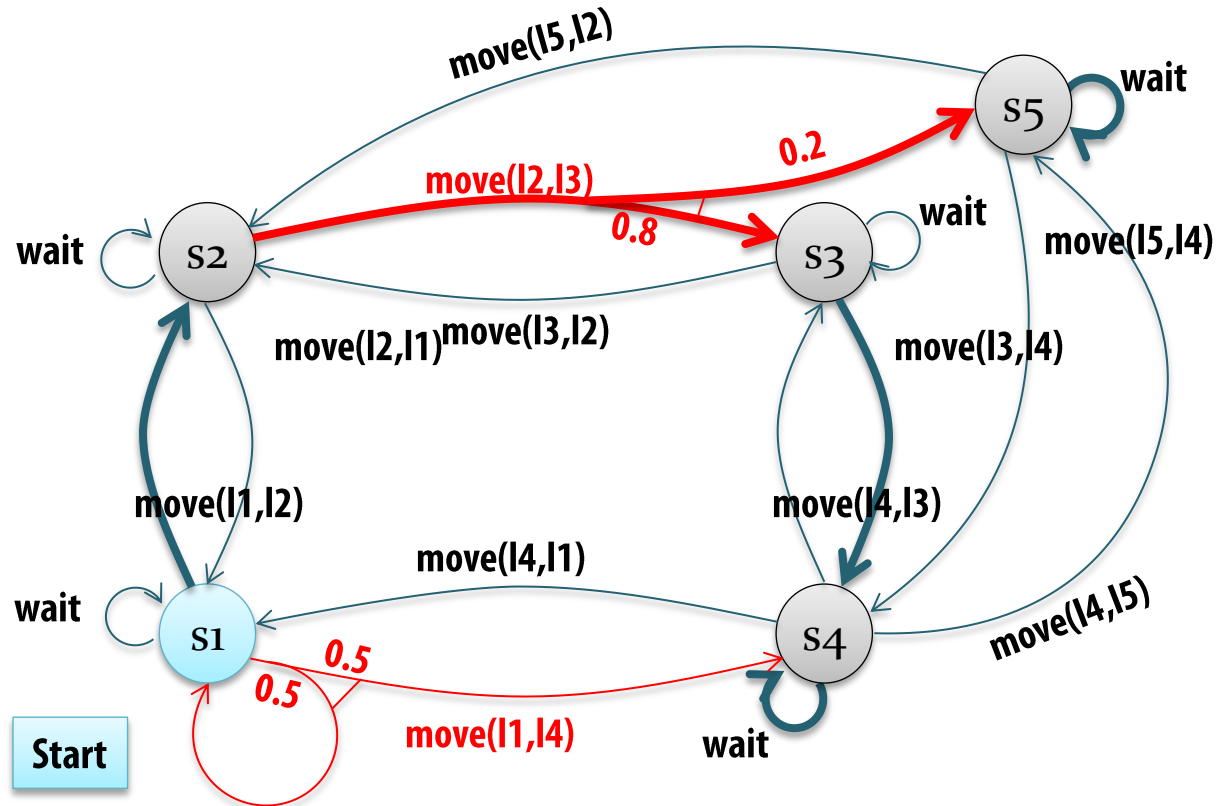 move(l5,l2)
wait
s5
0.2
move(l2,l3)
0.8
wait
wait
s2
s3
move(l5,l4)
move(l2,l1)
move(l3,l2)
move(l3,l4)
move(l1,l2)
move(l4,l3)
move(l4,l1)
wait
s1
s4
move(l4,l5)
0.5
0.5
move(l1,l4)
wait
Start